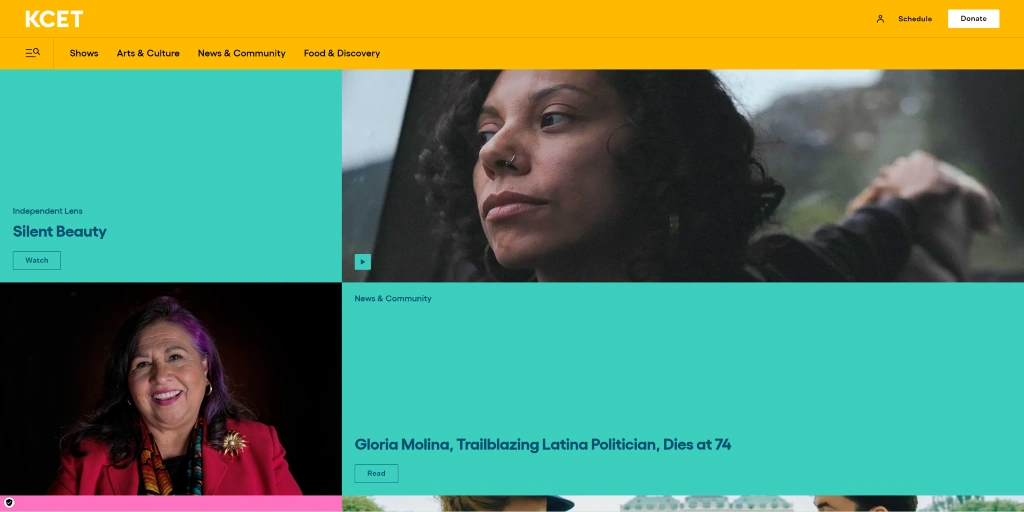 KCET
Schedule
Donate
Shows
Arts & Culture
News & Community
Food & Discovery
Independent Lens
Silent Beauty
Watch
News & Community
Gloria Molina, Trailblazing Latina Politician, Dies at 74
Read